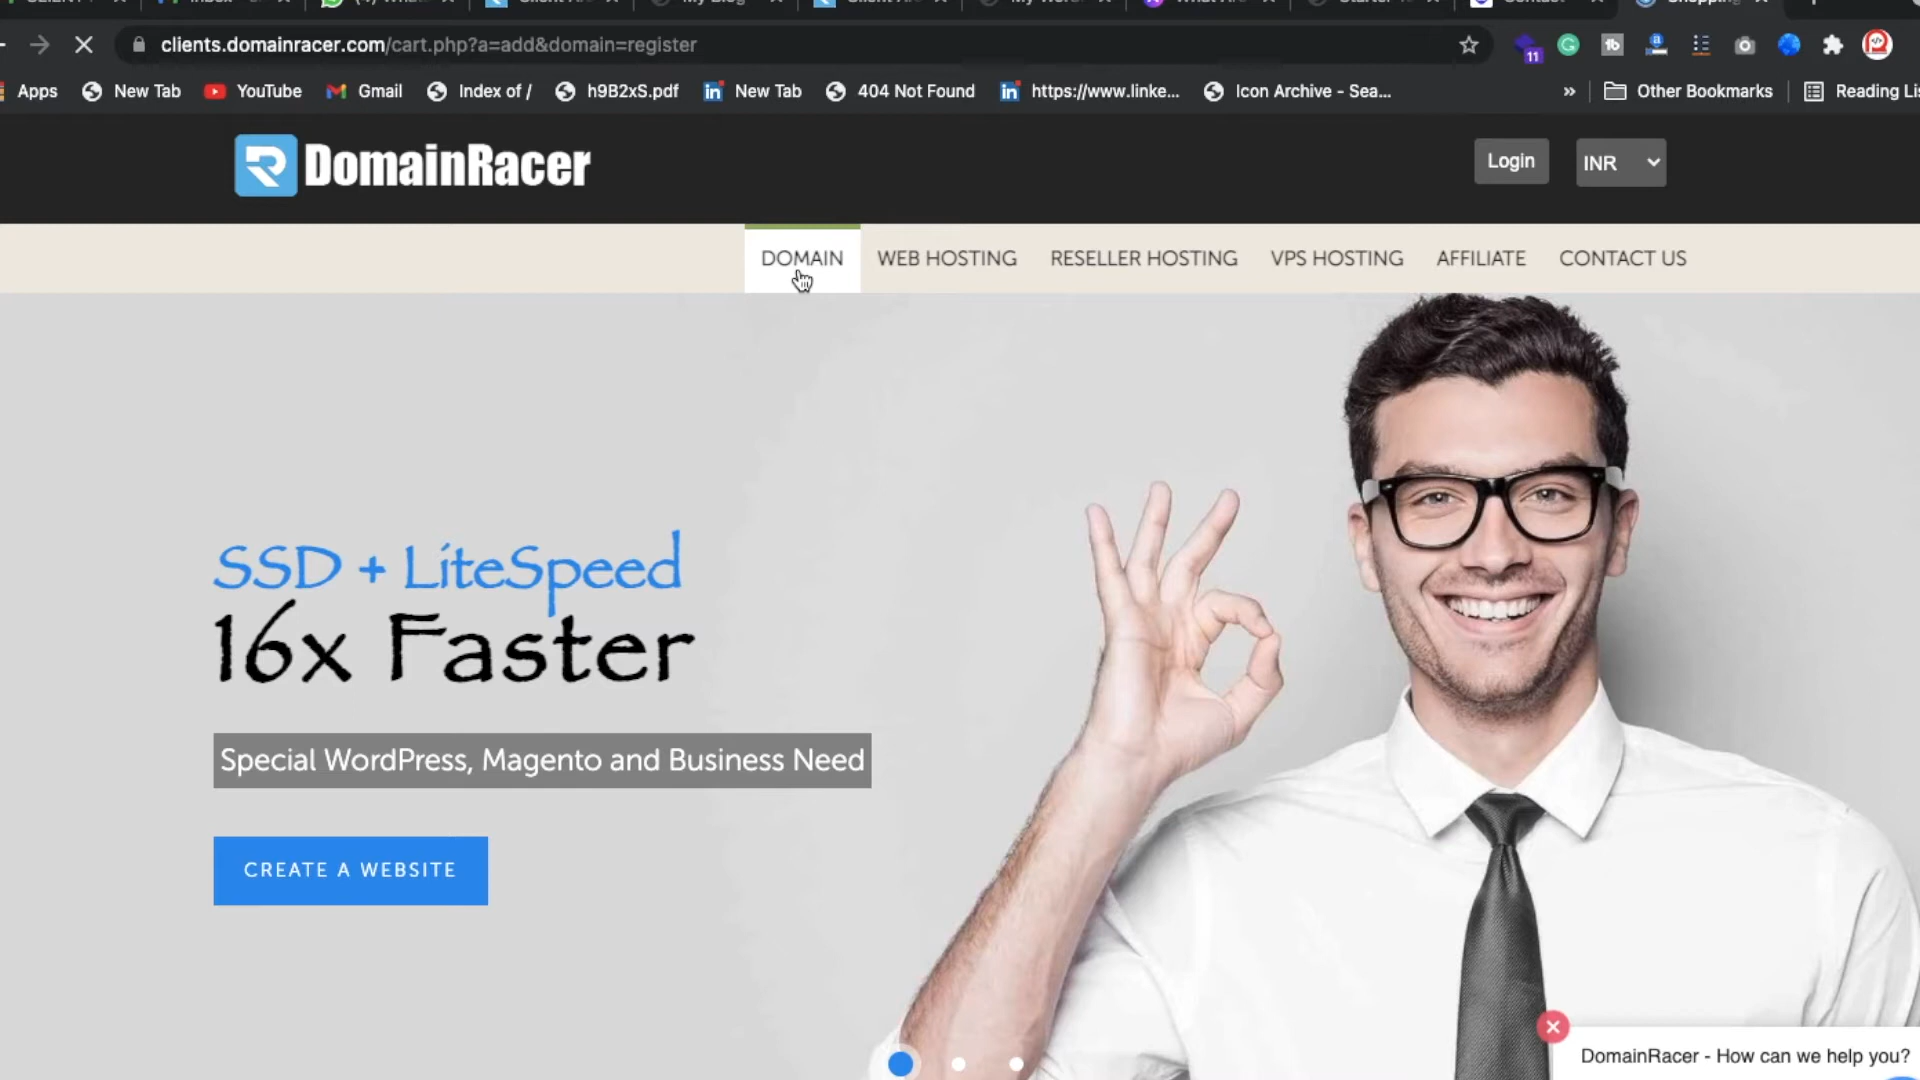 clients.domainracer.com/cart.php?a=add&domain=register
11
Apps New Tab YouTube Gmail Index of / h9B2xS.pdf New Tab 404 Not Found https://www.linke... Icon Archive - Sea... » Other Bookmarks Reading Lis
DomainRacer
Login
INR
DOMAIN WEB HOSTING RESELLER HOSTING VPS HOSTING AFFILIATE CONTACT US
SSD + LiteSpeed
16x Faster
Special WordPress, Magento and Business Need
CREATE A WEBSITE
DomainRacer - How can we help you?